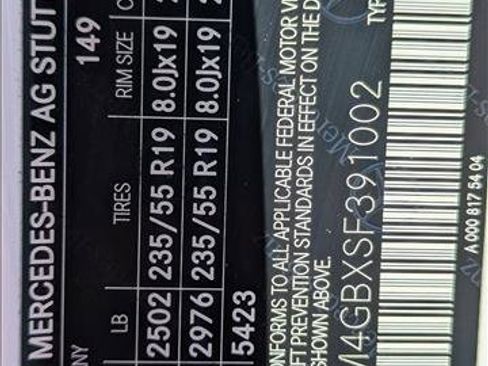 MERCEDES-BENZ AG STUT
NY 149
LB TIRES RIM SIZE
2502 235/55 R19 8.0Jx19
2976 235/55 R19 8.0Jx19
5423
ONFORMS TO ALL APPLICABLE FEDERAL MOTOR VE
FT PREVENTION STANDARDS IN EFFECT ON THE D
SHOWN ABOVE.
M4GBXSF391002 TYP
A 000 817 54 04